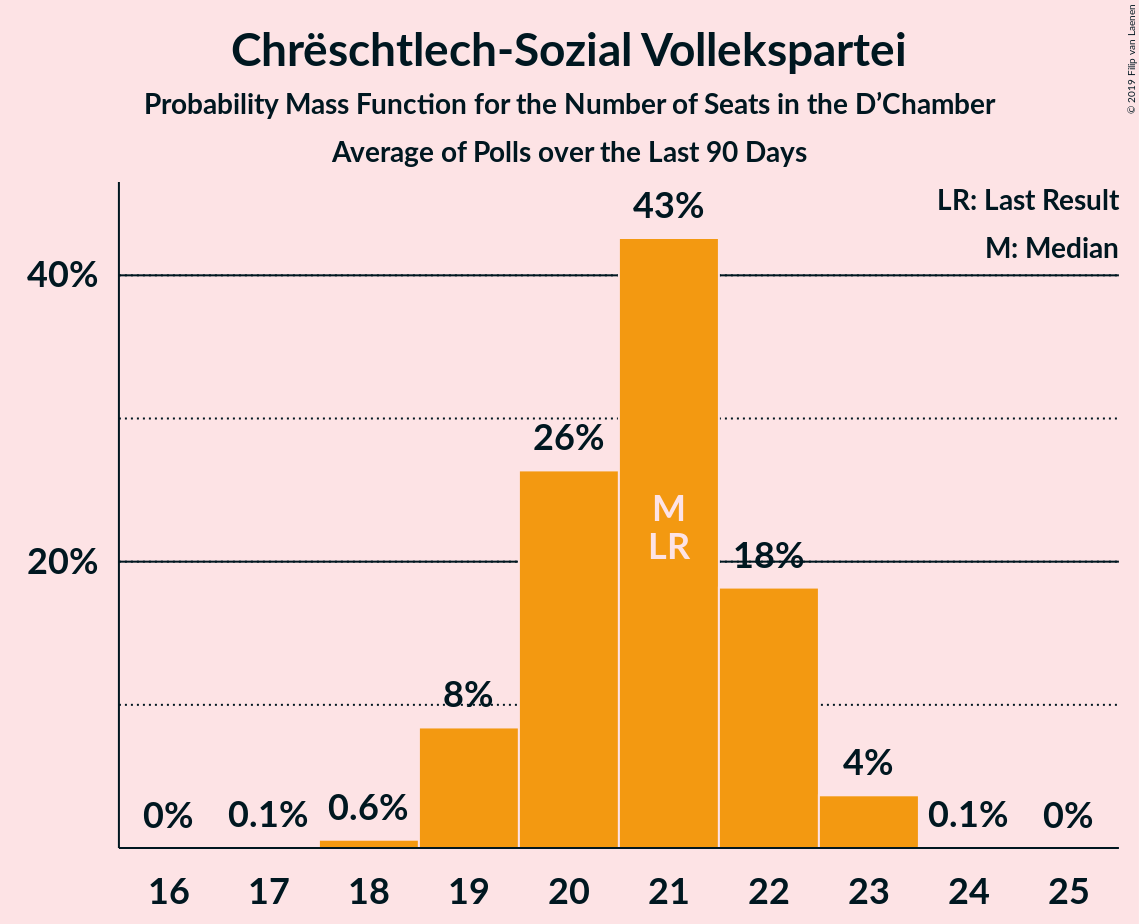 Chrëschtlech-Sozial Vollekspartei
Probability Mass Function for the Number of Seats in the D’Chamber
Average of Polls over the Last 90 Days
© 2019 Filip van Laenen
LR: Last Result
M: Median
43%
40%
26%
M
LR
20%
18%
8%
4%
0%
0.1%
0.6%
0.1%
0%
16 17 18 19 20 21 22 23 24 25